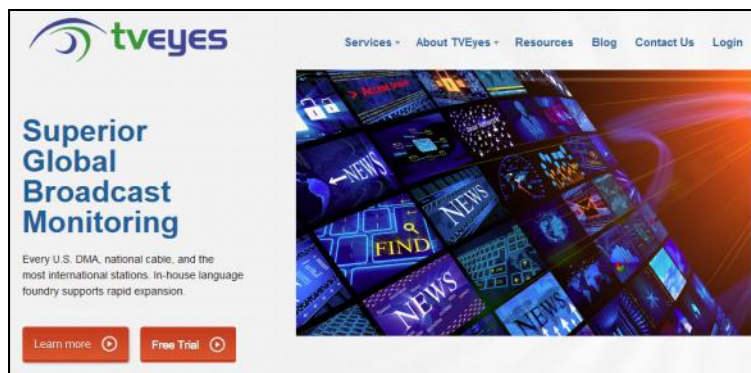 tveyes
Services
About TVEyes
Resources
Blog
Contact Us
Login
Superior
Global
Broadcast
Monitoring
Every U.S. DMA, national cable, and the
most international stations. In-house language
foundry supports rapid expansion.
Learn more
Free Trial
> Access
NEWS
NEWS
FIND
NEWS
NEWS